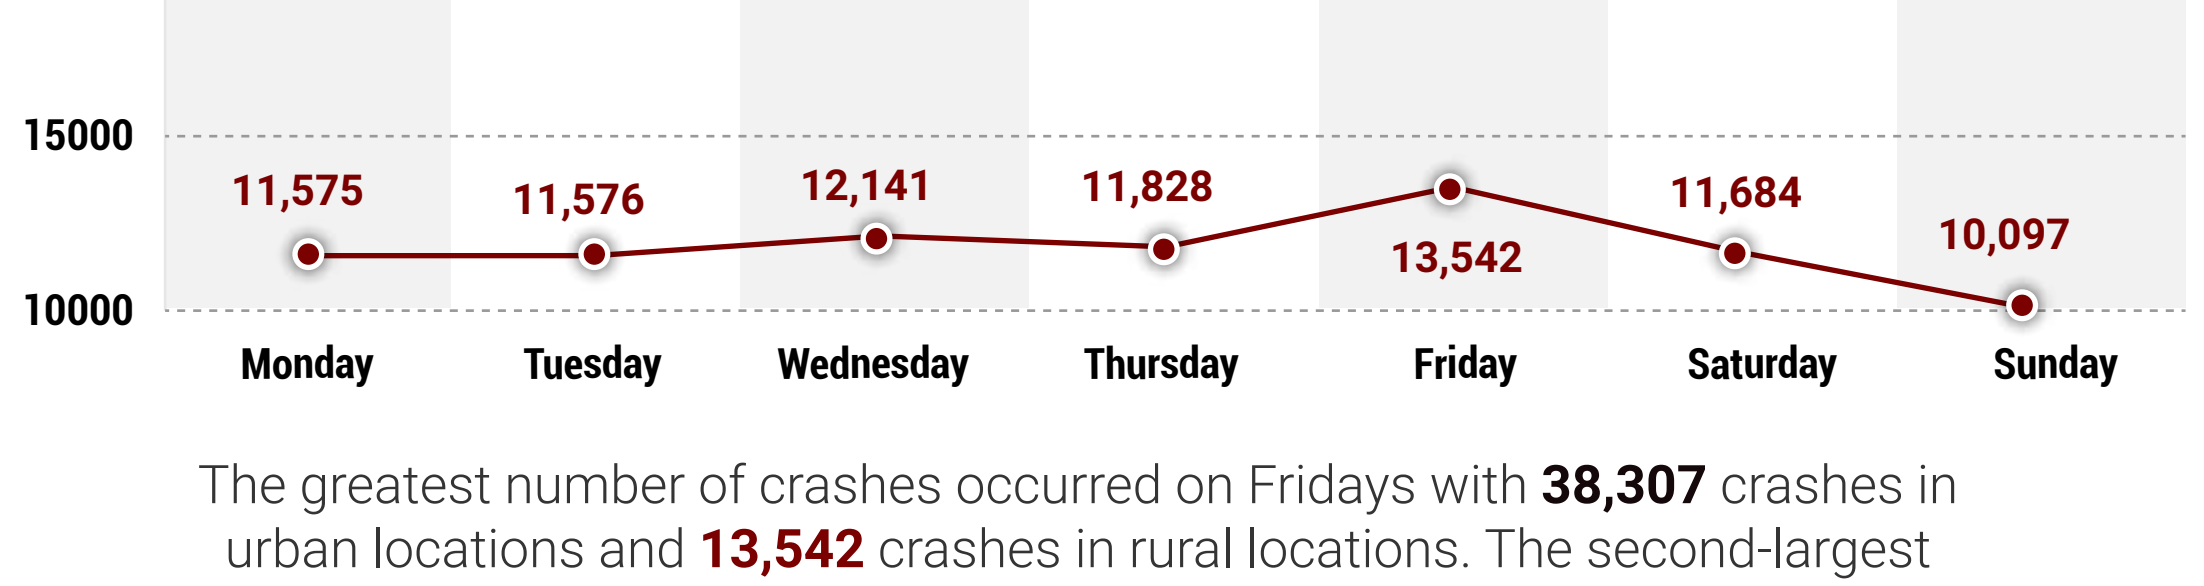 15000
11,575 11,576 12,141 11,828 13,542 11,684 10,097
10000
Monday Tuesday Wednesday Thursday Friday Saturday Sunday
The greatest number of crashes occurred on Fridays with 38,307 crashes in
urban locations and 13,542 crashes in rural locations. The second-largest